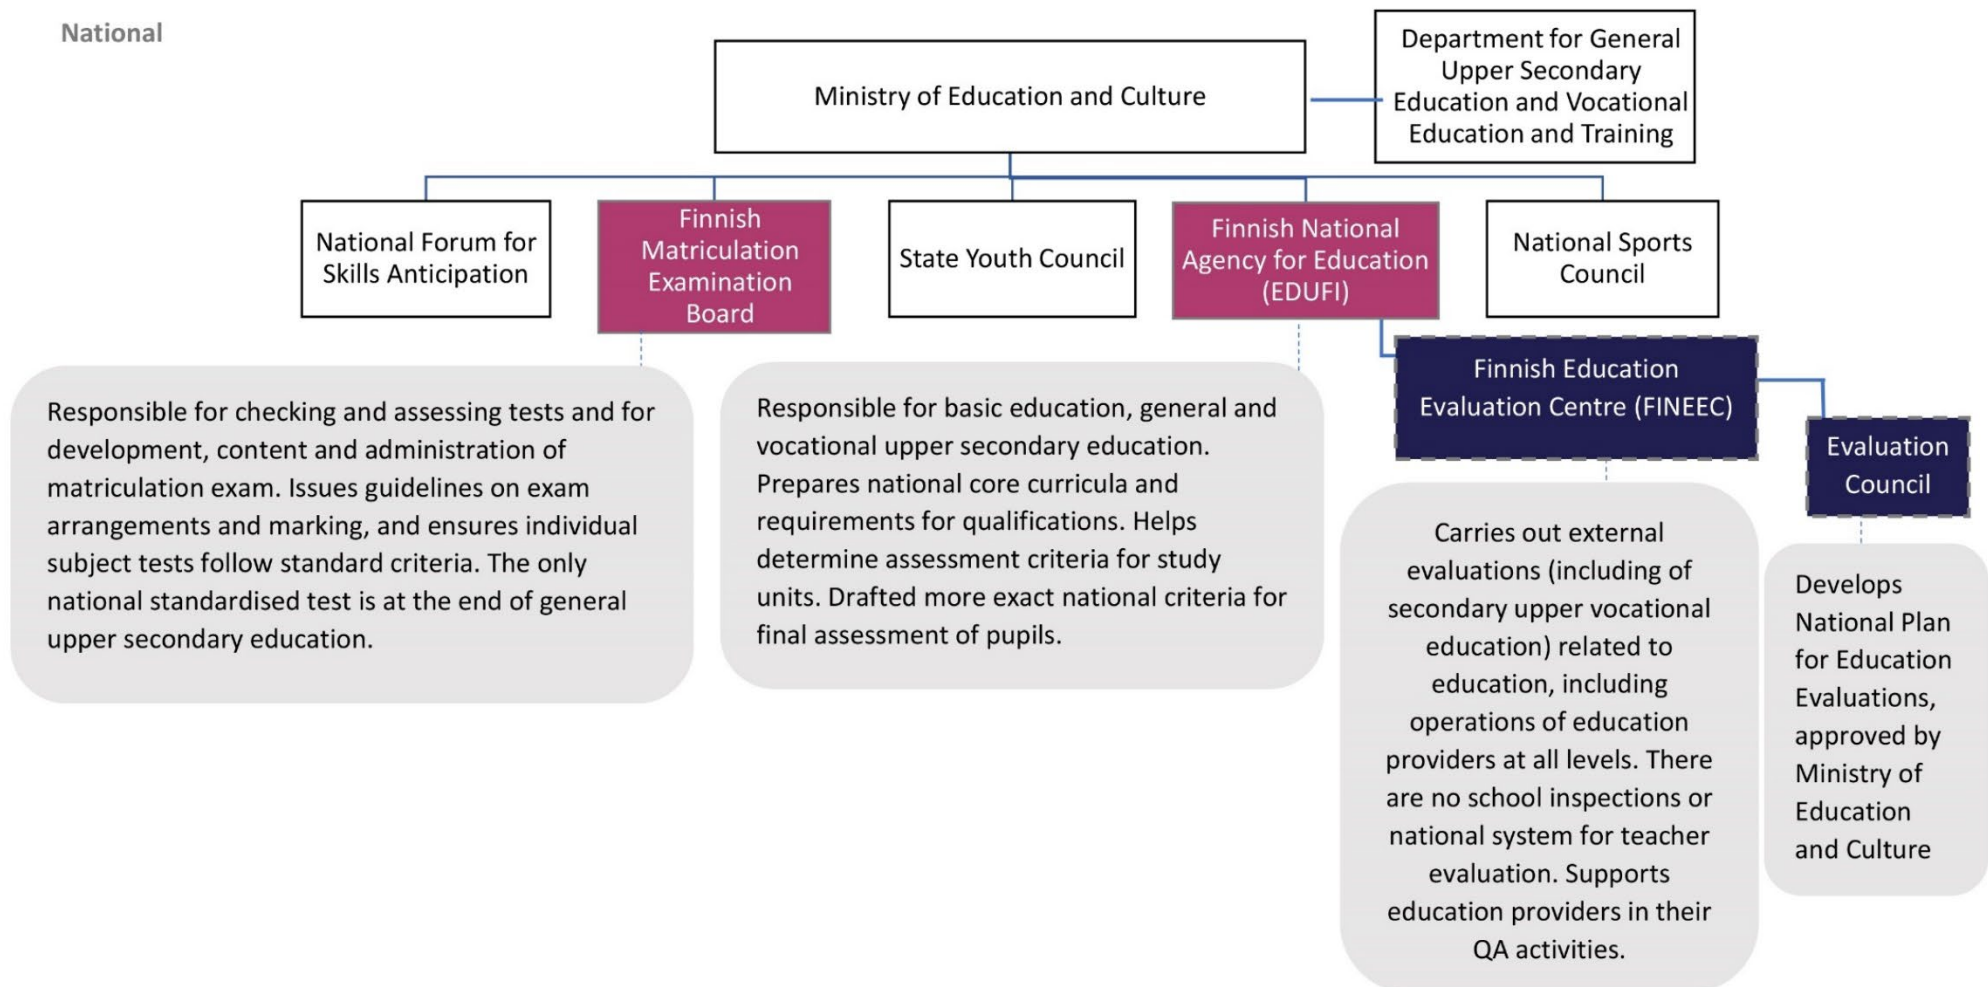 National
Ministry of Education and Culture
Department for General
Upper Secondary
Education and Vocational
Education and Training
National Forum for
Skills Anticipation
Finnish
Matriculation
Examination
Board
State Youth Council
Finnish National
Agency for Education
(EDUFI)
National Sports
Council
Finnish Education
Evaluation Centre (FINEEC)
Evaluation
Council
Responsible for checking and assessing tests and for
development, content and administration of
matriculation exam. Issues guidelines on exam
arrangements and marking, and ensures individual
subject tests follow standard criteria. The only
national standardised test is at the end of general
upper secondary education.
Responsible for basic education, general and
vocational upper secondary education.
Prepares national core curricula and
requirements for qualifications. Helps
determine assessment criteria for study
units. Drafted more exact national criteria for
final assessment of pupils.
Carries out external
evaluations (including of
secondary upper vocational
education) related to
education, including
operations of education
providers at all levels. There
are no school inspections or
national system for teacher
evaluation. Supports
education providers in their
QA activities.
Develops
National Plan
for Education
Evaluations,
approved by
Ministry of
Education
and Culture